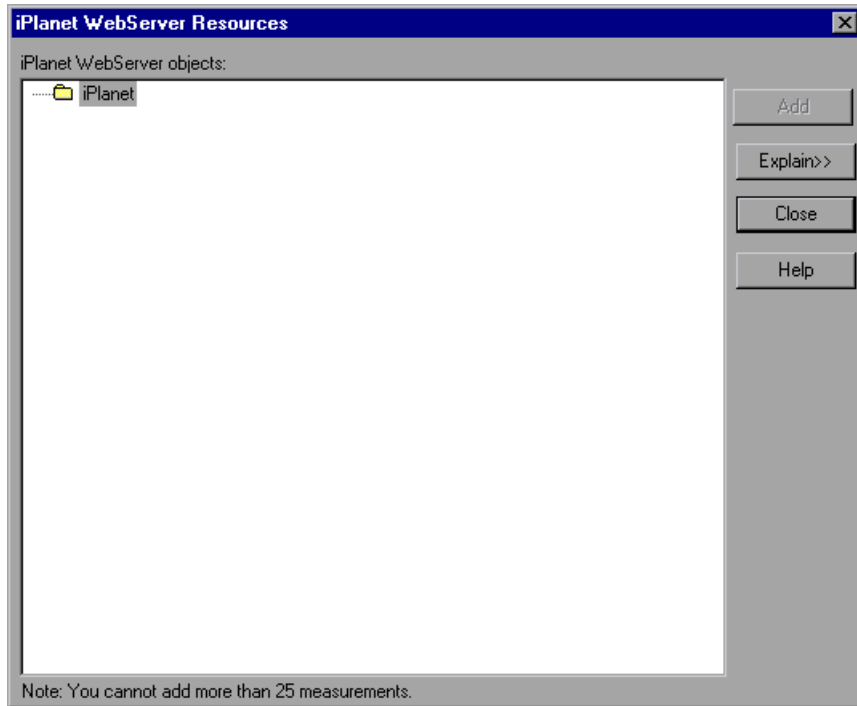 iPlanet WebServer Resources
iPlanet WebServer objects:
iPlanet
Add
Explain>>
Close
Help
Note: You cannot add more than 25 measurements.